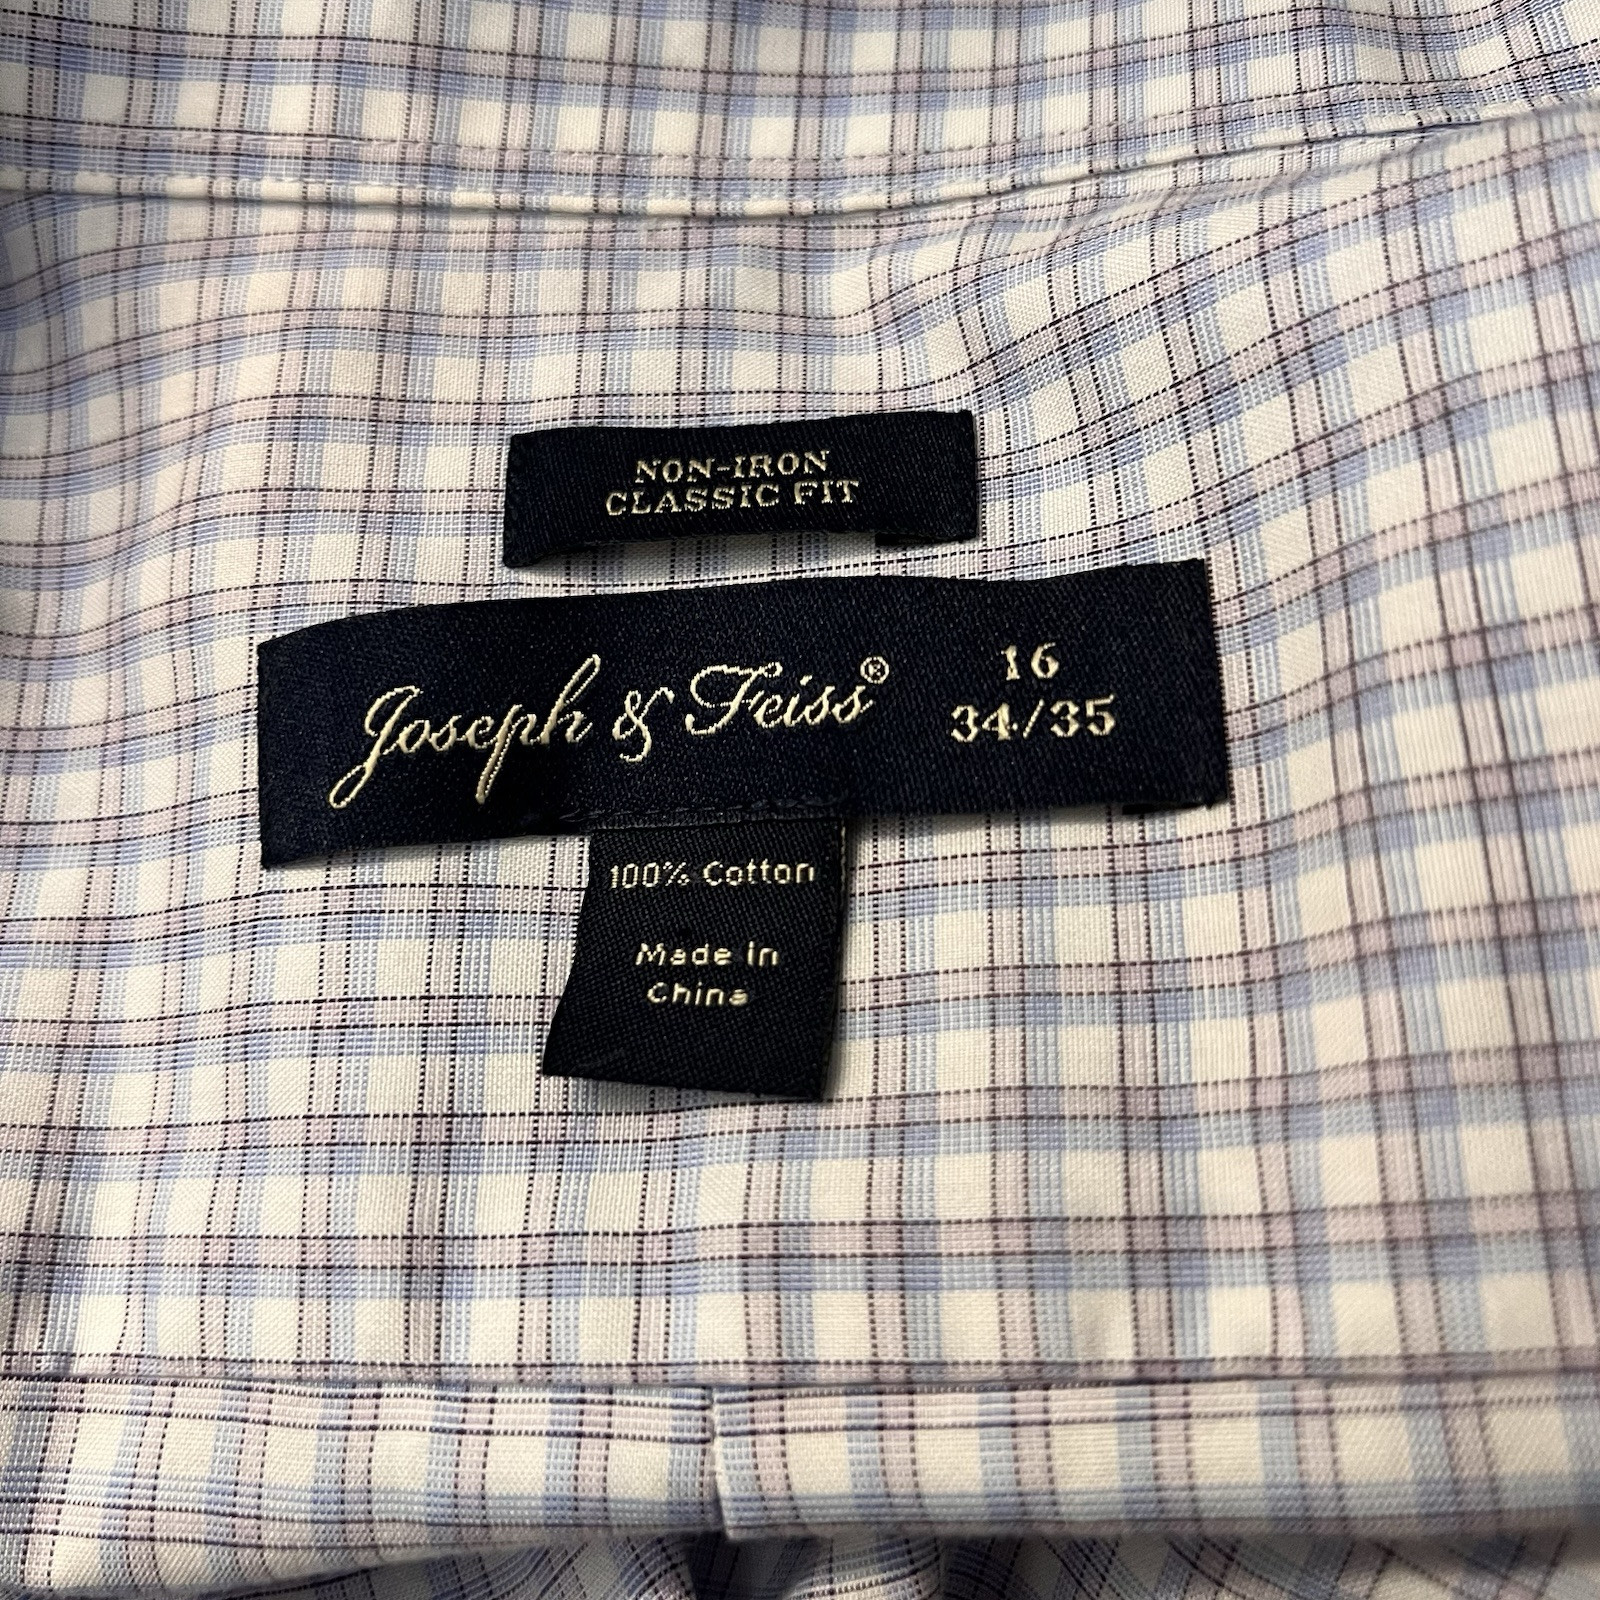 NON-IRON
CLASSIC FIT
Joseph & Feiss®
16
34/35
100% Cotton
Made in
China